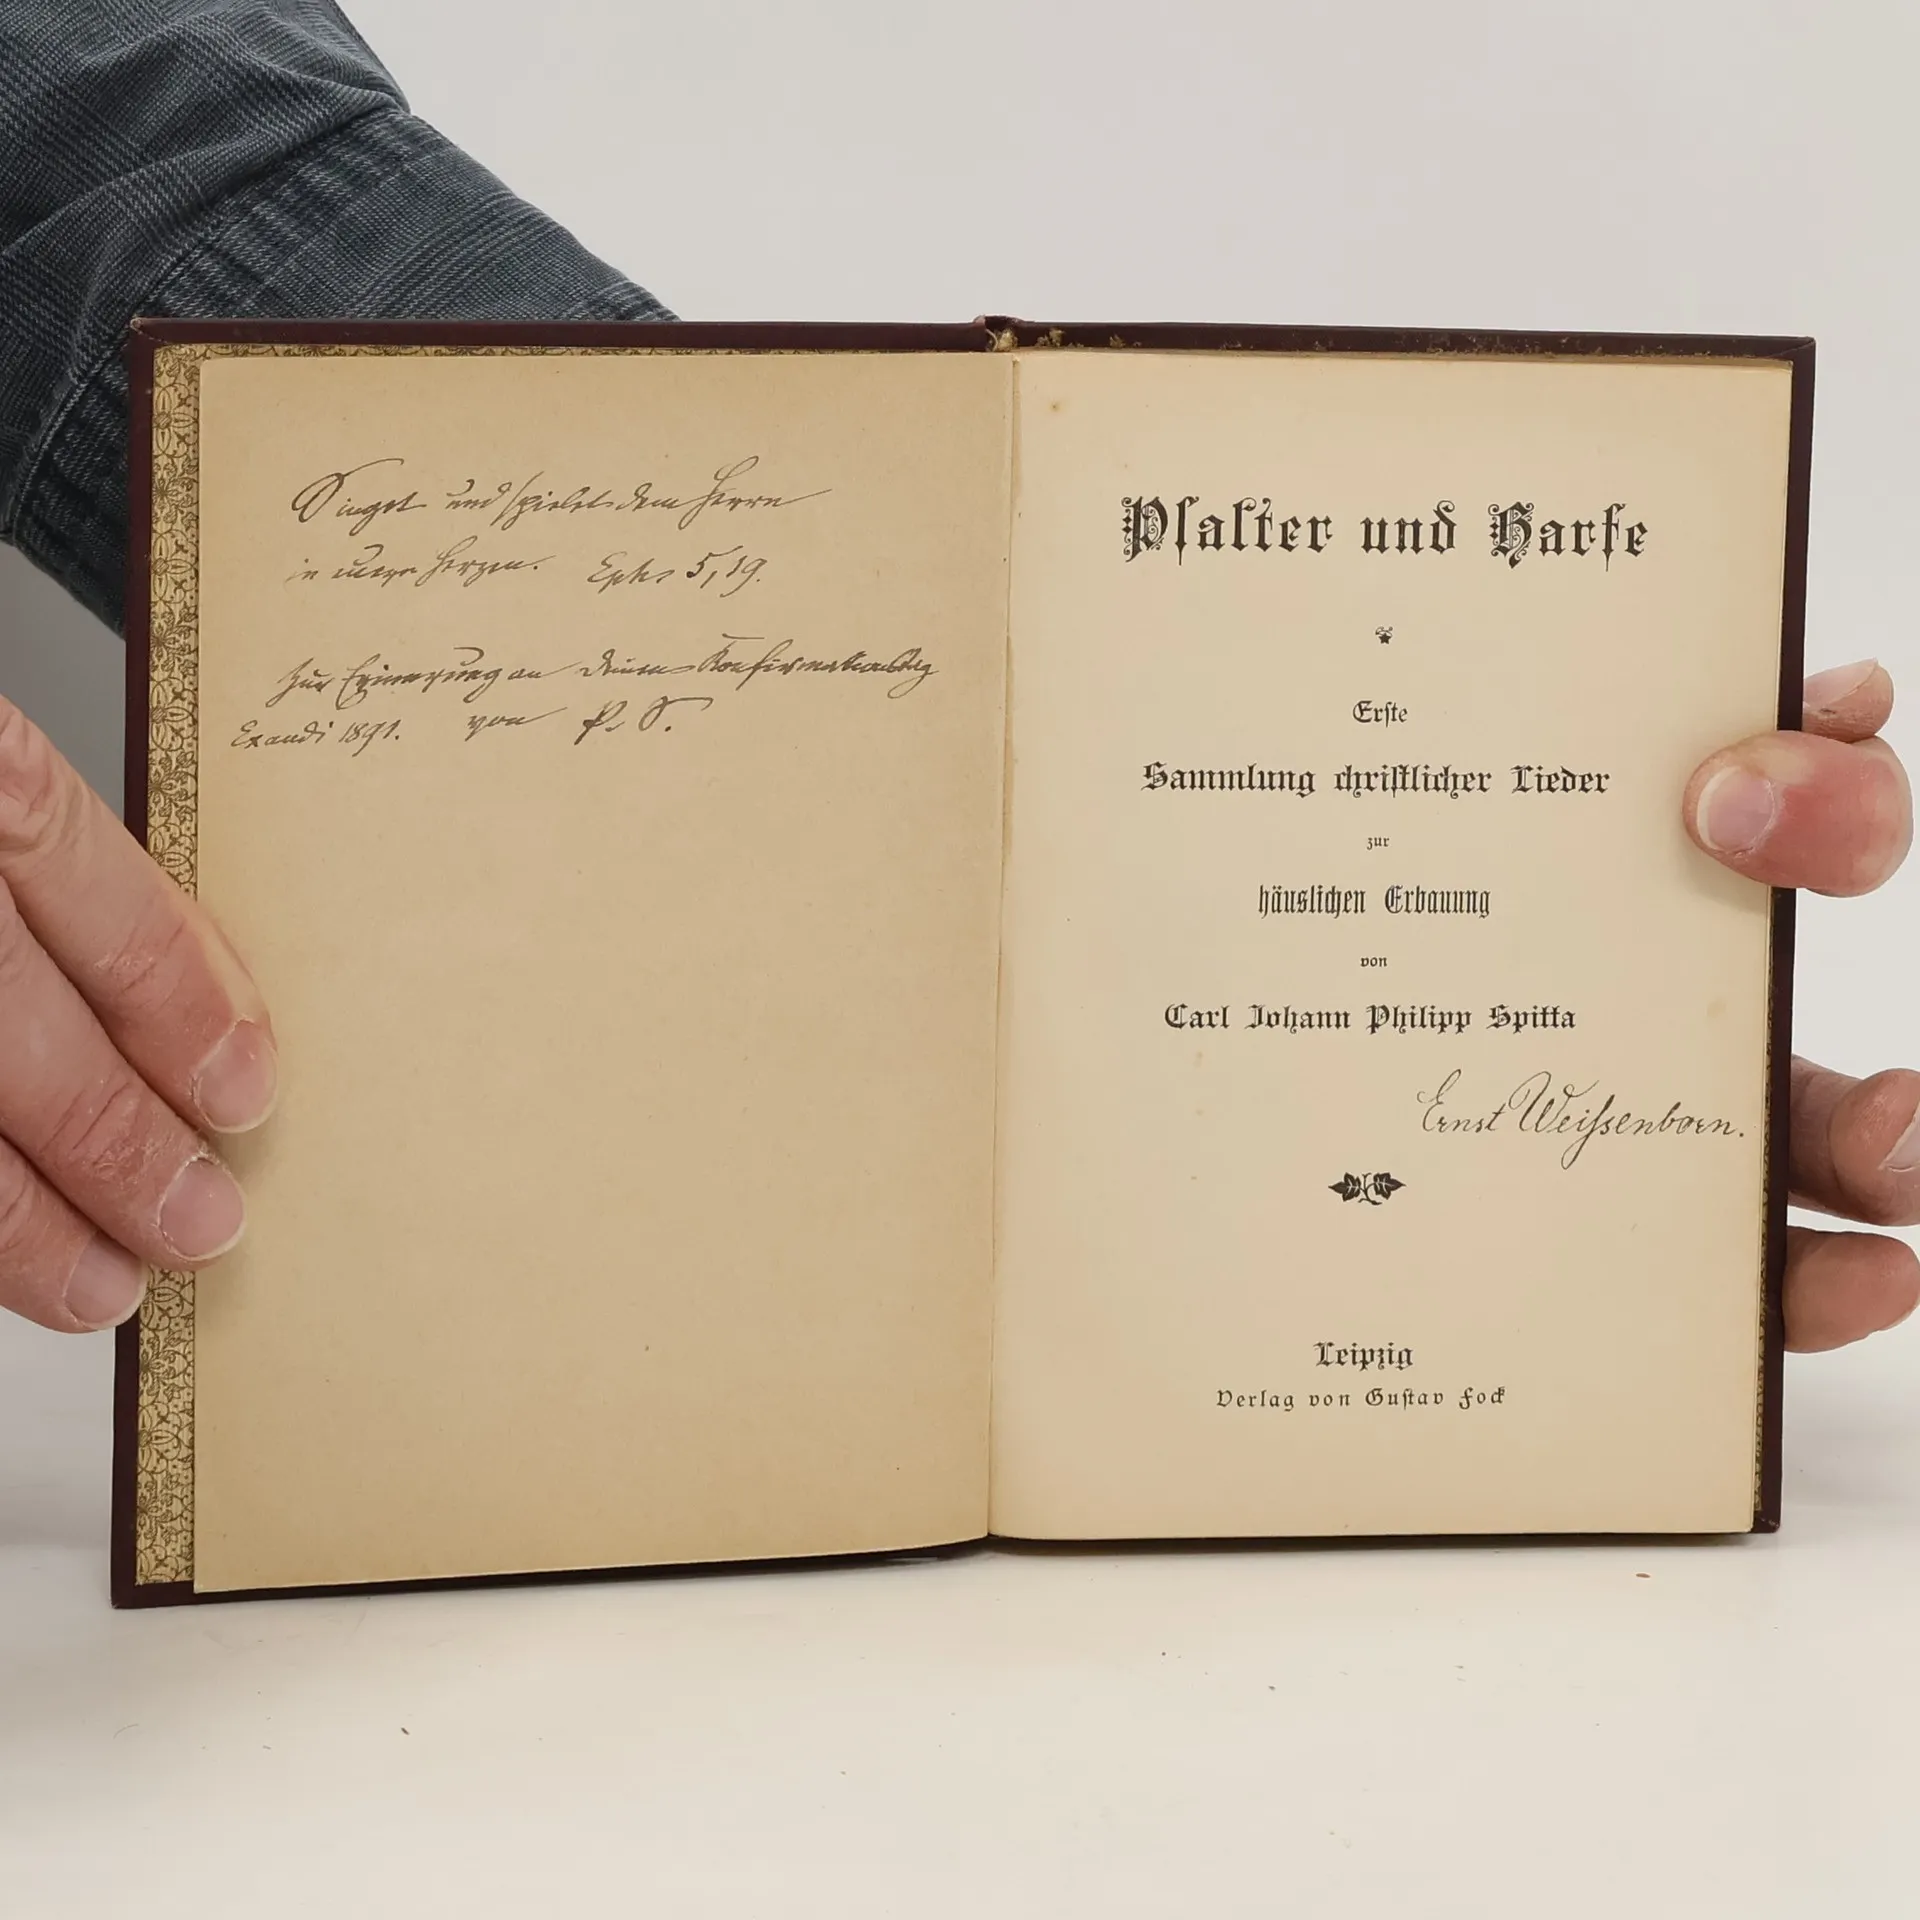 Singet und spielet dem Herrn
in eurem Herzen. Ephes 5, 19.
Zur Erinnerung an Deinen Konfirmationstag
Exaudi 1891. von P. S.
Psalter und Harfe
Erste
Sammlung christlicher Lieder
zur
häuslichen Erbauung
von
Carl Johann Philipp Spitta
Ernst Weißenborn.
Leipzig
Verlag von Gustav Fock